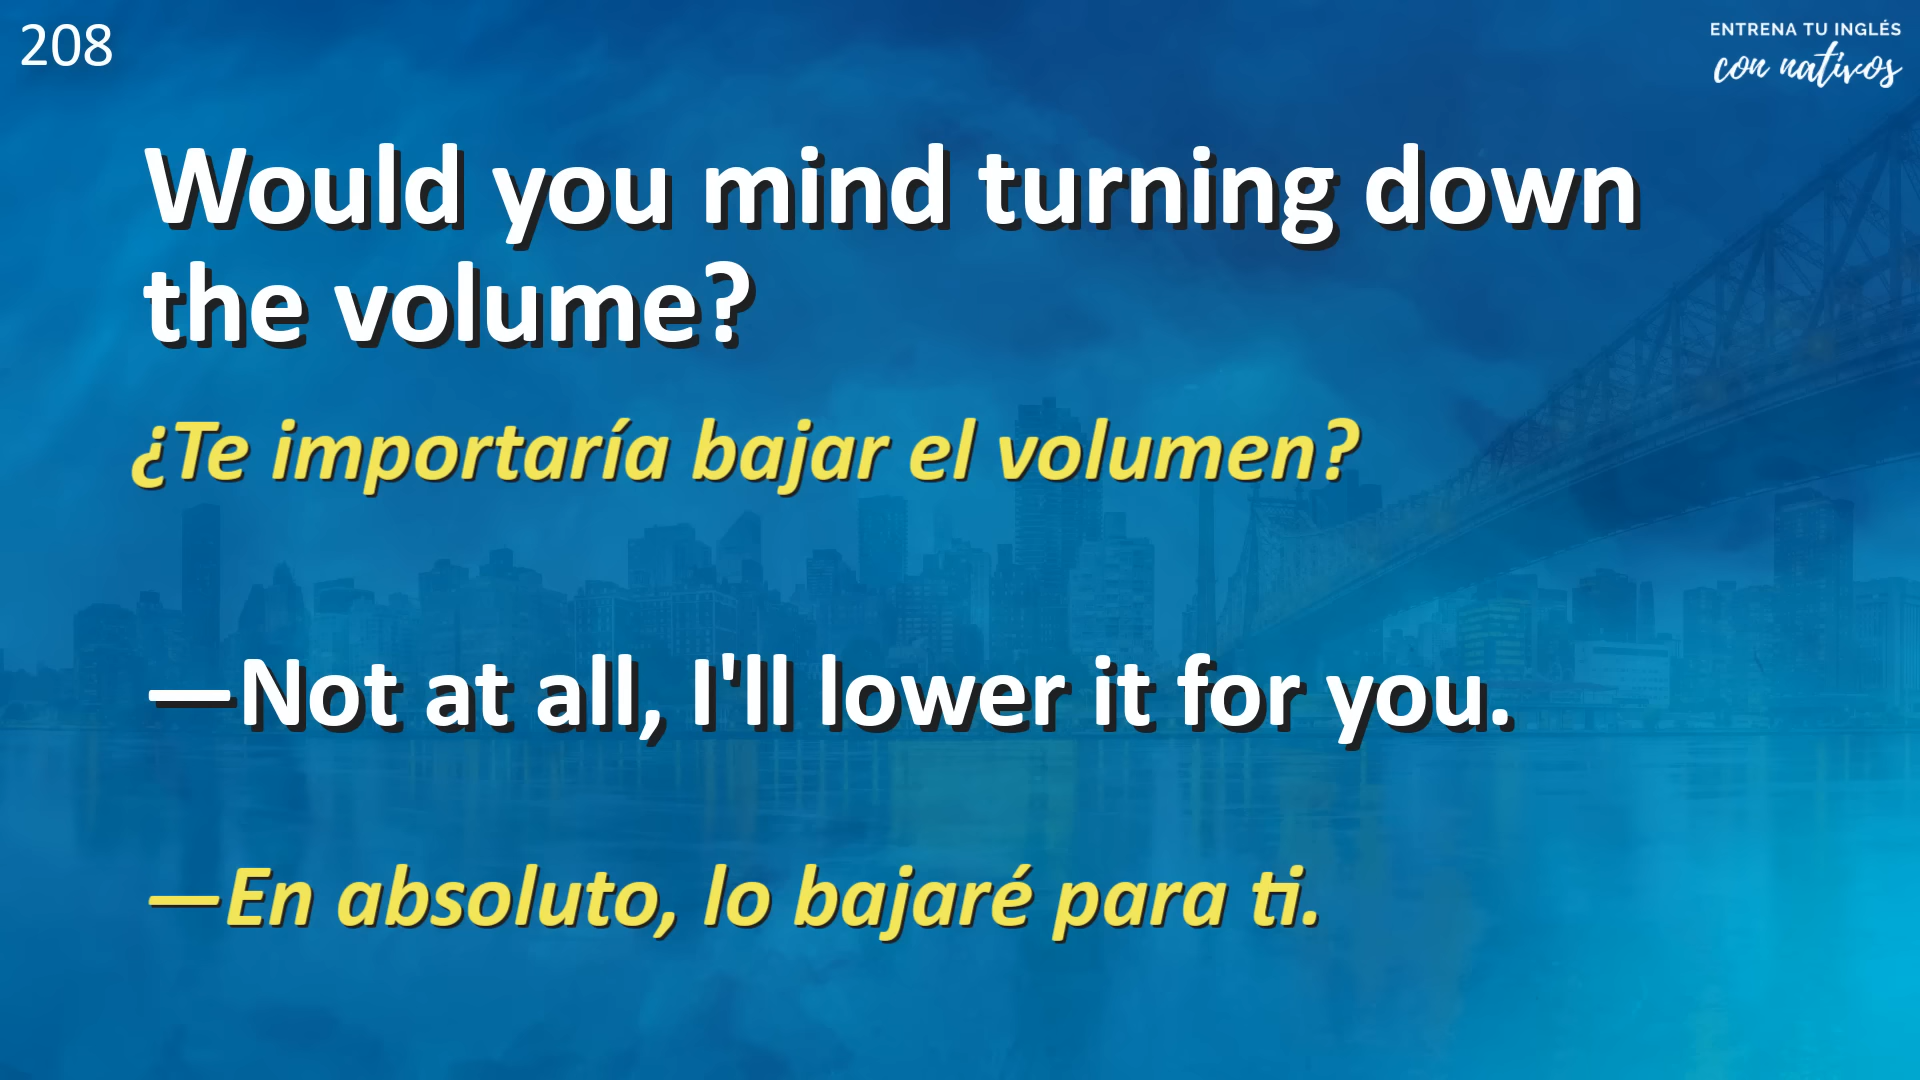 208
ENTRENA TU INGLÉS
con nativos
Would you mind turning down
the volume?
¿Te importaría bajar el volumen?
—Not at all, I'll lower it for you.
—En absoluto, lo bajaré para ti.